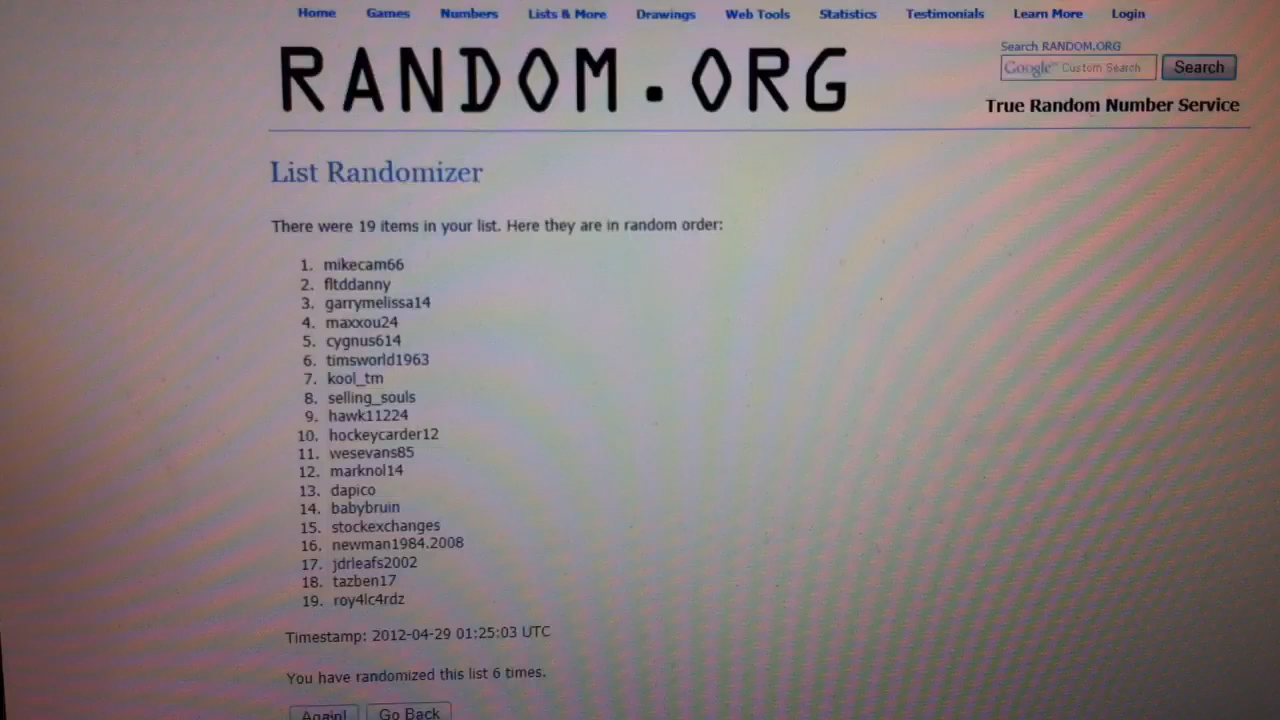 Home Games Numbers Lists & More Drawings Web Tools Statistics Testimonials Learn More Login
RANDOM.ORG
Search RANDOM.ORG
Google™ Custom Search Search
True Random Number Service
List Randomizer
There were 19 items in your list. Here they are in random order:
1. mikecam66
2. fltddanny
3. garrymelissa14
4. maxxou24
5. cygnus614
6. timsworld1963
7. kool_tm
8. selling_souls
9. hawk11224
10. hockeycarder12
11. wesevans85
12. marknol14
13. dapico
14. babybruin
15. stockexchanges
16. newman1984.2008
17. jdrleafs2002
18. tazben17
19. roy4lc4rdz
Timestamp: 2012-04-29 01:25:03 UTC
You have randomized this list 6 times.
Again! Go Back